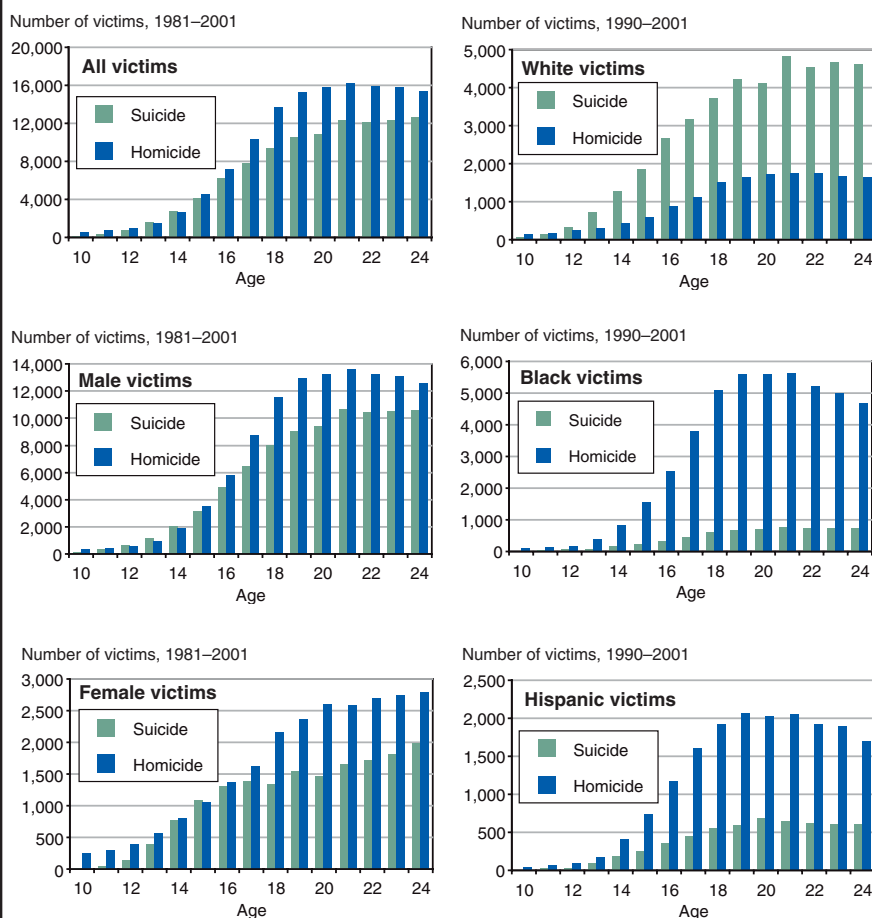 Number of victims, 1981–2001
20,000
16,000
12,000
8,000
4,000
0
All victims
Suicide
Homicide
10 12 14 16 18 20 22 24
Age
Number of victims, 1990–2001
5,000
4,000
3,000
2,000
1,000
0
White victims
Suicide
Homicide
10 12 14 16 18 20 22 24
Age
Number of victims, 1981–2001
14,000
12,000
10,000
8,000
6,000
4,000
2,000
0
Male victims
Suicide
Homicide
10 12 14 16 18 20 22 24
Age
Number of victims, 1990–2001
6,000
5,000
4,000
3,000
2,000
1,000
0
Black victims
Suicide
Homicide
10 12 14 16 18 20 22 24
Age
Number of victims, 1981–2001
3,000
2,500
2,000
1,500
1,000
500
0
Female victims
Suicide
Homicide
10 12 14 16 18 20 22 24
Age
Number of victims, 1990–2001
2,500
2,000
1,500
1,000
500
0
Hispanic victims
Suicide
Homicide
10 12 14 16 18 20 22 24
Age